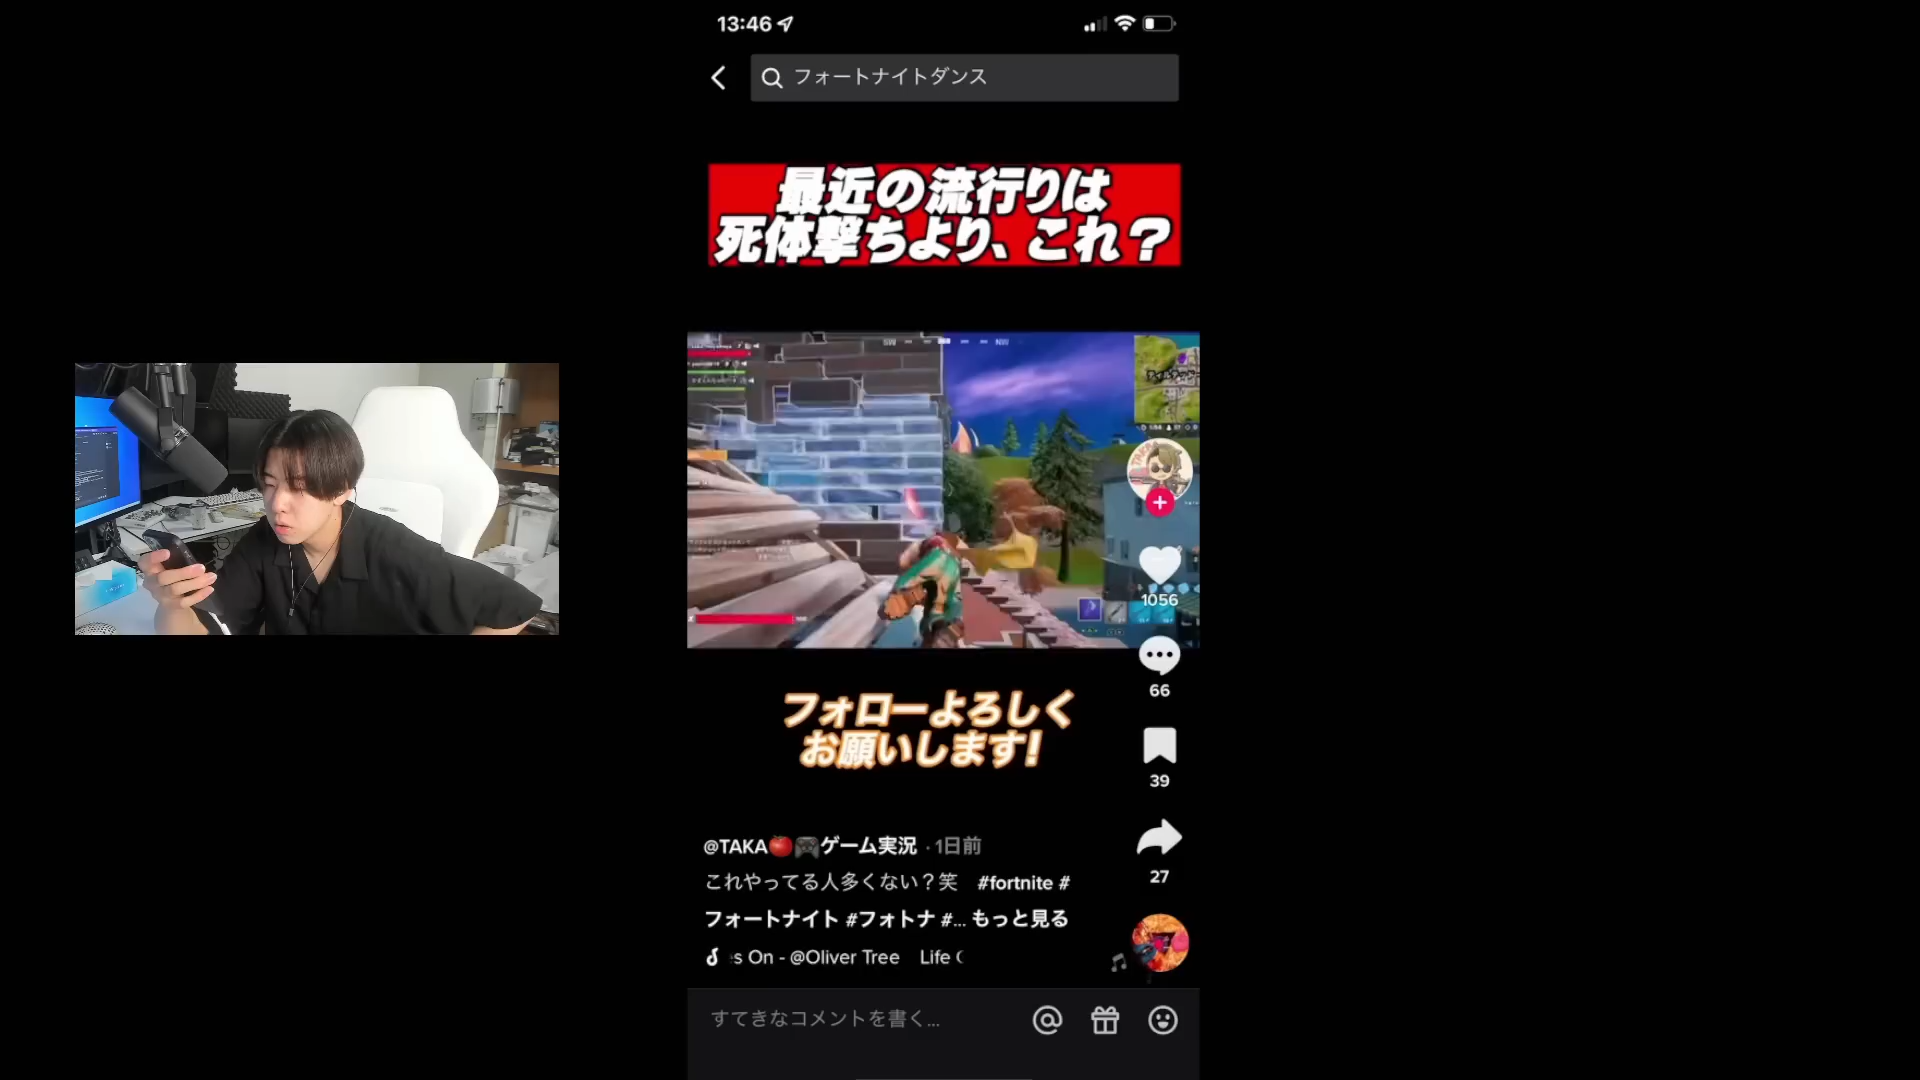 13:46
フォートナイトダンス
最近の流行りは
死体撃ちより、これ？
SW
NW
1056
66
フォローよろしく
お願いします!
39
@TAKA🍅🎮ゲーム実況 · 1日前
これやってる人多くない？笑 #fortnite #
フォートナイト #フォトナ #... もっと見る
27
s On - @Oliver Tree Life
すてきなコメントを書く...